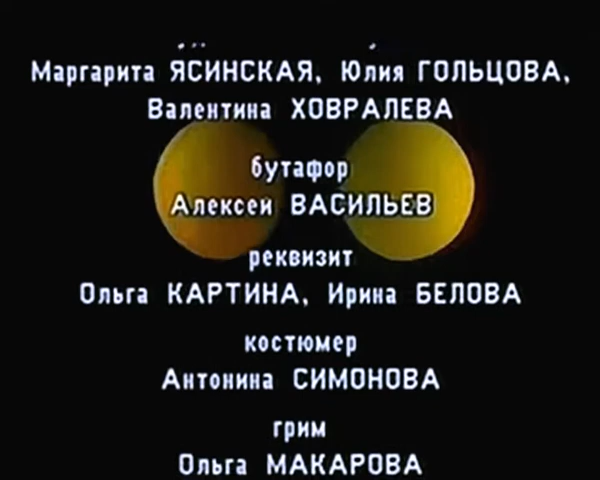 Маргарита ЯСИНСКАЯ, Юлия ГОЛЬЦОВА,
Валентина ХОВРАЛЕВА
бутафор
Алексей ВАСИЛЬЕВ
реквизит
Ольга КАРТИНА, Ирина БЕЛОВА
костюмер
Антонина СИМОНОВА
грим
Ольга МАКАРОВА